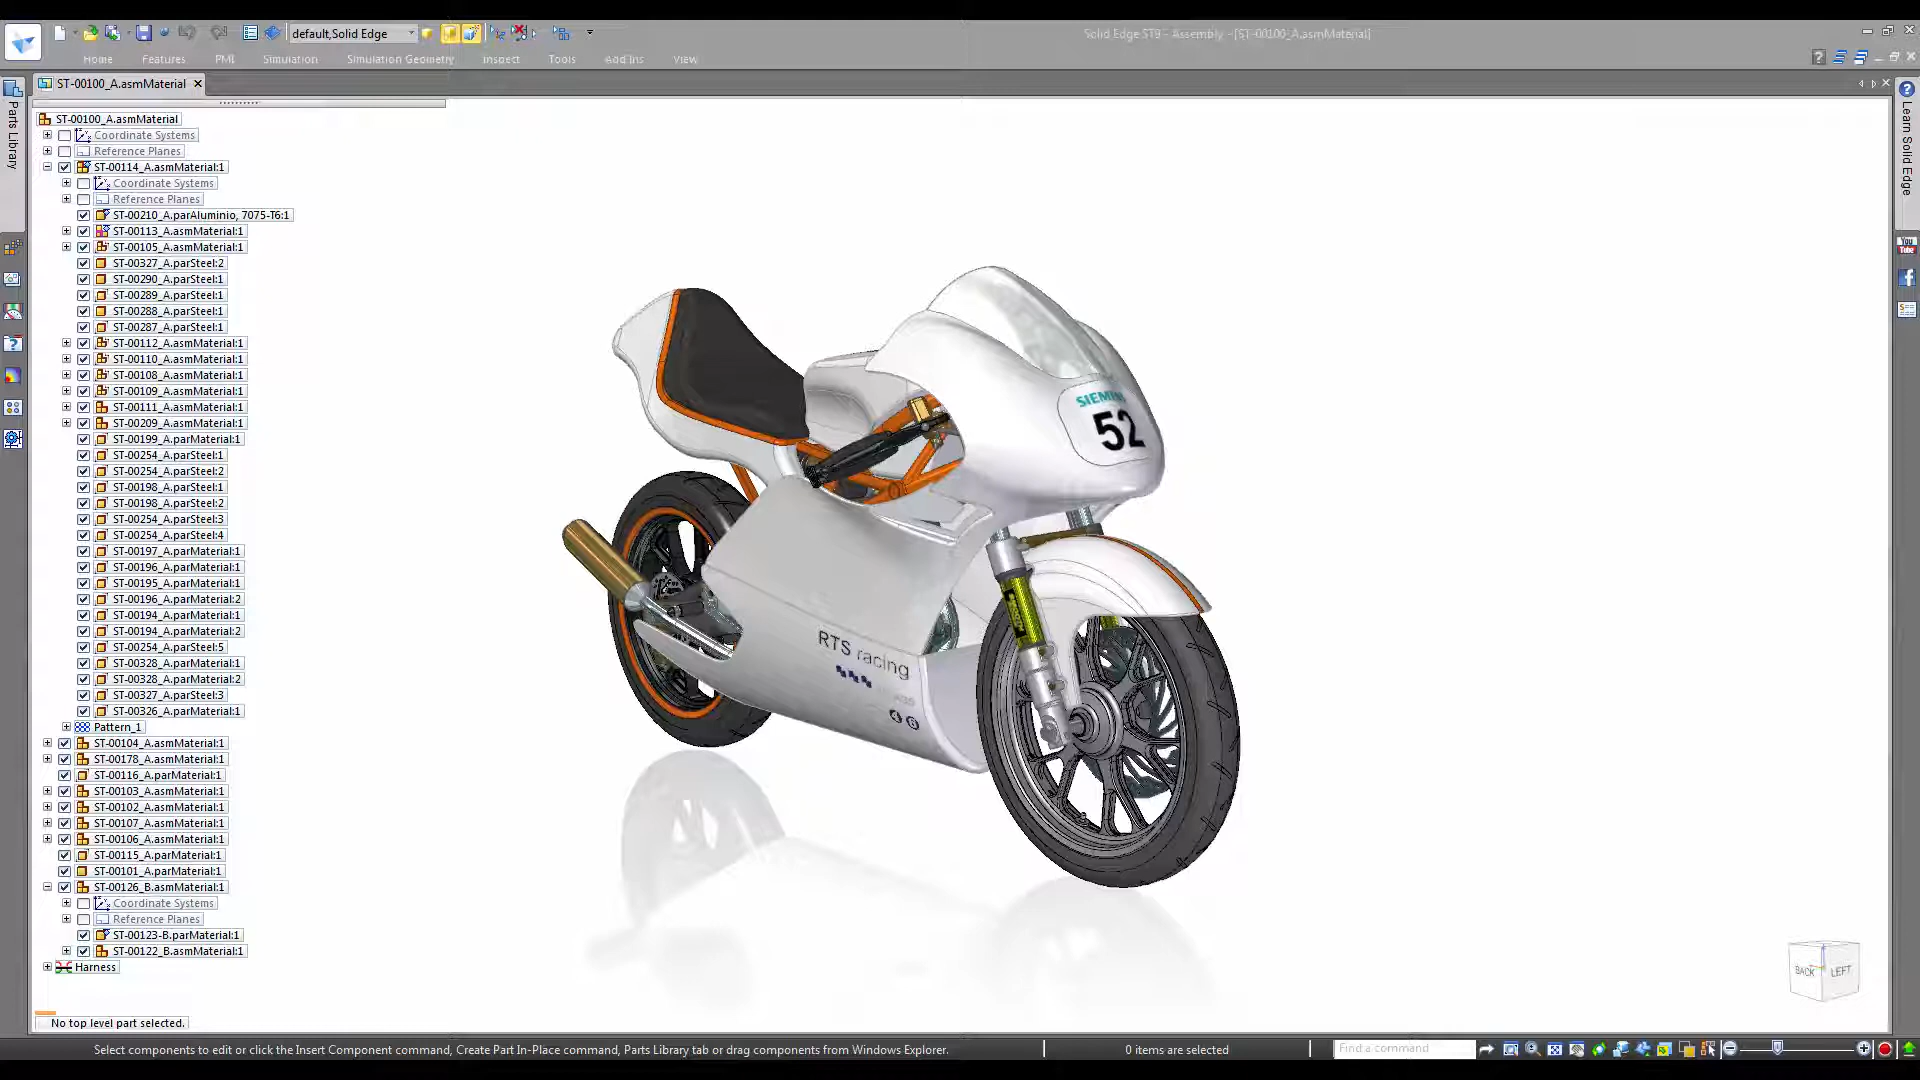 default,Solid Edge
Solid Edge ST9 - Assembly - [ST-00100_A.asmMaterial]
Home Features PMI Simulation Simulation Geometry Inspect Tools Add-Ins View
ST-00100_A.asmMaterial
Parts Library
Learn Solid Edge
You
Tube
ST-00100_A.asmMaterial
Coordinate Systems
Reference Planes
ST-00114_A.asmMaterial:1
Coordinate Systems
Reference Planes
ST-00210_A.parAluminio, 7075-T6:1
ST-00113_A.asmMaterial:1
ST-00105_A.asmMaterial:1
ST-00327_A.parSteel:2
ST-00290_A.parSteel:1
ST-00289_A.parSteel:1
ST-00288_A.parSteel:1
ST-00287_A.parSteel:1
ST-00112_A.asmMaterial:1
ST-00110_A.asmMaterial:1
ST-00108_A.asmMaterial:1
ST-00109_A.asmMaterial:1
ST-00111_A.asmMaterial:1
ST-00209_A.asmMaterial:1
ST-00199_A.parMaterial:1
ST-00254_A.parSteel:1
ST-00254_A.parSteel:2
ST-00198_A.parSteel:1
ST-00198_A.parSteel:2
ST-00254_A.parSteel:3
ST-00254_A.parSteel:4
ST-00197_A.parMaterial:1
ST-00196_A.parMaterial:1
ST-00195_A.parMaterial:1
ST-00196_A.parMaterial:2
ST-00194_A.parMaterial:1
ST-00194_A.parMaterial:2
ST-00254_A.parSteel:5
ST-00328_A.parMaterial:1
ST-00328_A.parMaterial:2
ST-00327_A.parSteel:3
ST-00326_A.parMaterial:1
Pattern_1
ST-00104_A.asmMaterial:1
ST-00178_A.asmMaterial:1
ST-00116_A.parMaterial:1
ST-00103_A.asmMaterial:1
ST-00102_A.asmMaterial:1
ST-00107_A.asmMaterial:1
ST-00106_A.asmMaterial:1
ST-00115_A.parMaterial:1
ST-00101_A.parMaterial:1
ST-00126_B.asmMaterial:1
Coordinate Systems
Reference Planes
ST-00123-B.parMaterial:1
ST-00122_B.asmMaterial:1
Harness
No top level part selected.
52
RTS racing
BACK LEFT
Select components to edit or click the Insert Component command, Create Part In-Place command, Parts Library tab or drag components from Windows Explorer.
0 items are selected
Find a command